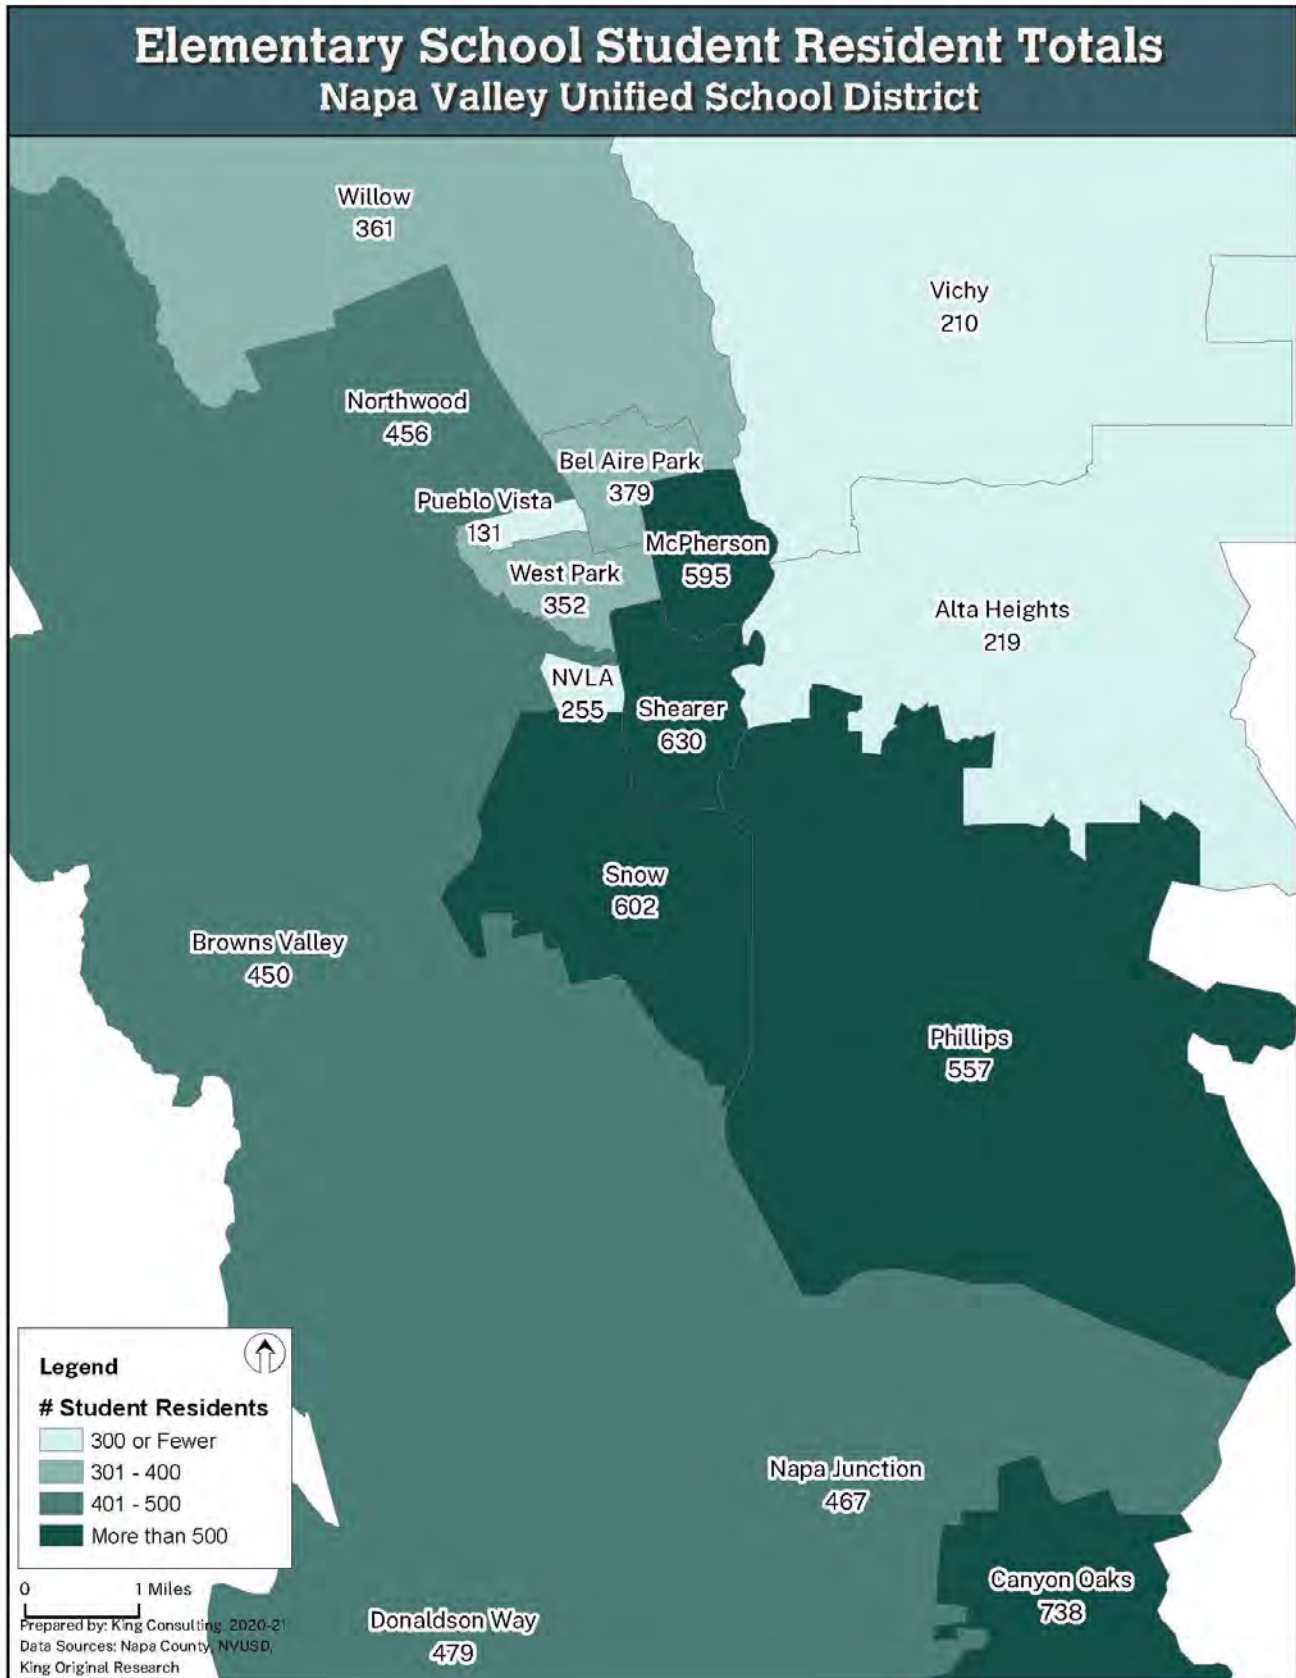 Elementary School Student Resident Totals
Napa Valley Unified School District
Willow
361
Vichy
210
Northwood
456
Bel Aire Park
379
Pueblo Vista
131
McPherson
595
West Park
352
Alta Heights
219
NVLA
255
Shearer
630
Snow
602
Browns Valley
450
Phillips
557
Legend
# Student Residents
300 or Fewer
301 - 400
401 - 500
More than 500
Napa Junction
467
Canyon Oaks
738
Donaldson Way
479
0 1 Miles
Prepared by: King Consulting, 2020-21
Data Sources: Napa County, NVUSD,
King Original Research